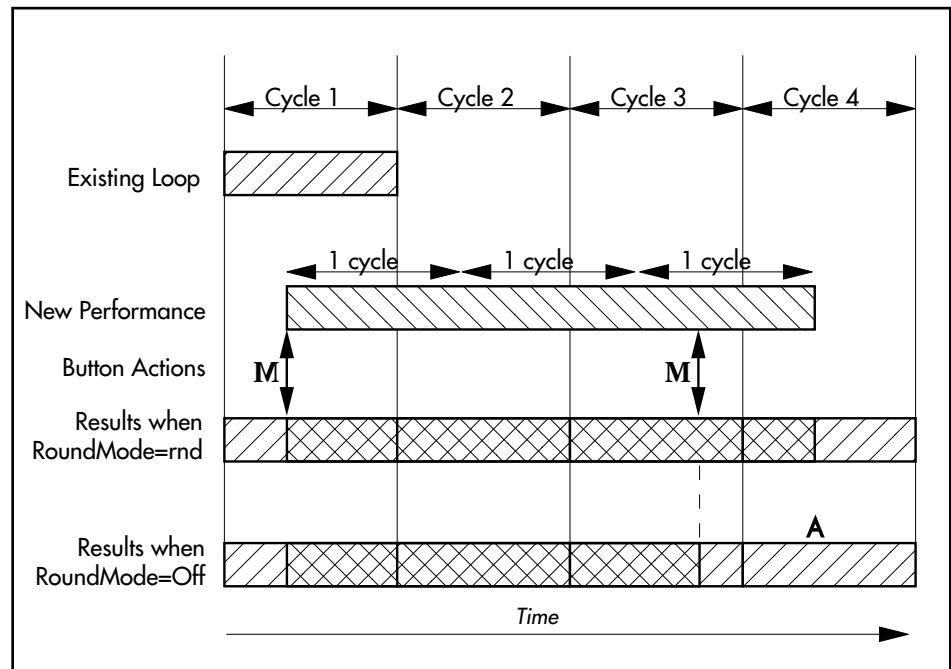 Cycle 1 Cycle 2 Cycle 3 Cycle 4
Existing Loop
1 cycle 1 cycle 1 cycle
New Performance
Button Actions
M M
Results when
RoundMode=rnd
A
Results when
RoundMode=Off
Time